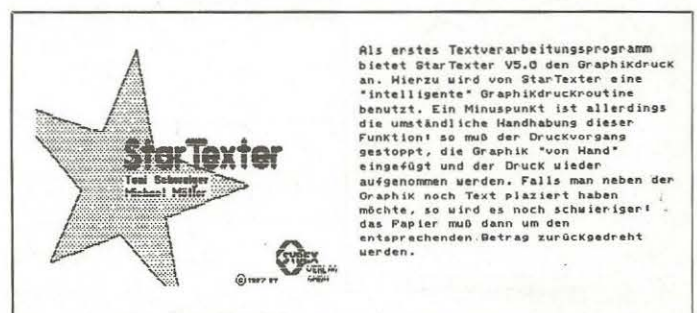 StarTexter
Toni Schwaiger
Michael Müller
SYBEX
VERLAG
GMBH
© 1987 BY
Als erstes Textverarbeitungsprogramm
bietet StarTexter V5.0 den Graphikdruck
an. Hierzu wird von StarTexter eine
"intelligente" Graphikdruckroutine
benutzt. Ein Minuspunkt ist allerdings
die umständliche Handhabung dieser
Funktion: so muß der Druckvorgang
gestoppt, die Graphik "von Hand"
eingefügt und der Druck wieder
aufgenommen werden. Falls man neben der
Graphik noch Text plaziert haben
möchte, so wird es noch schwieriger:
das Papier muß dann um den
entsprechenden Betrag zurückgedreht
werden.